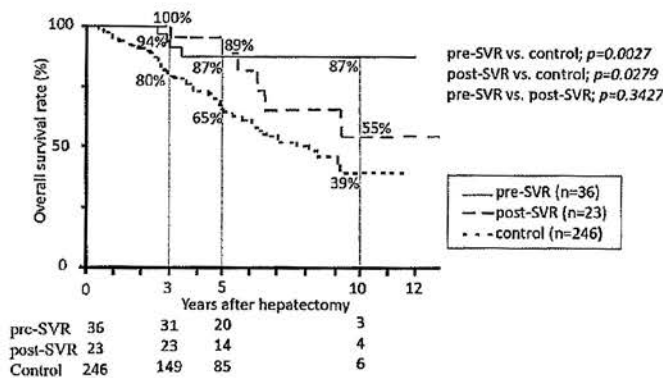 100%
100
94%
89%
87%
87%
80%
65%
50
55%
39%
0
Overall survival rate (%)
0 3 5 10 12
Years after hepatectomy
pre-SVR vs. control; p=0.0027
post-SVR vs. control; p=0.0279
pre-SVR vs. post-SVR; p=0.3427
pre-SVR (n=36)
post-SVR (n=23)
control (n=246)
pre-SVR 36 31 20 3
post-SVR 23 23 14 4
Control 246 149 85 6